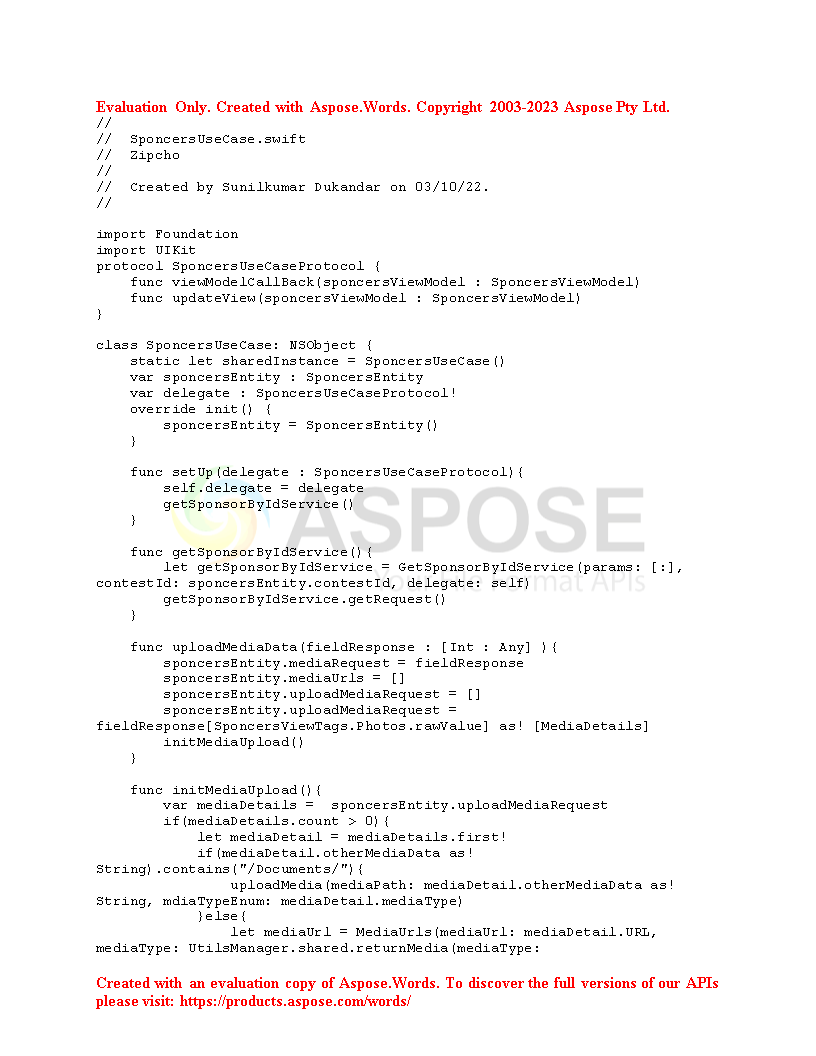 Evaluation Only. Created with Aspose.Words. Copyright 2003-2023 Aspose Pty Ltd.
//
//  SponcersUseCase.swift
//  Zipcho
//
//  Created by Sunilkumar Dukandar on 03/10/22.
//

import Foundation
import UIKit
protocol SponcersUseCaseProtocol {
    func viewModelCallBack(sponcersViewModel : SponcersViewModel)
    func updateView(sponcersViewModel : SponcersViewModel)
}

class SponcersUseCase: NSObject {
    static let sharedInstance = SponcersUseCase()
    var sponcersEntity : SponcersEntity
    var delegate : SponcersUseCaseProtocol!
    override init() {
        sponcersEntity = SponcersEntity()
    }

    func setUp(delegate : SponcersUseCaseProtocol){
        self.delegate = delegate
        getSponsorByIdService()
    }

    func getSponsorByIdService(){
        let getSponsorByIdService = GetSponsorByIdService(params: [:],
contestId: sponcersEntity.contestId, delegate: self)
        getSponsorByIdService.getRequest()
    }

    func uploadMediaData(fieldResponse : [Int : Any] ){
        sponcersEntity.mediaRequest = fieldResponse
        sponcersEntity.mediaUrls = []
        sponcersEntity.uploadMediaRequest = []
        sponcersEntity.uploadMediaRequest =
fieldResponse[SponcersViewTags.Photos.rawValue] as! [MediaDetails]
        initMediaUpload()
    }

    func initMediaUpload(){
        var mediaDetails =  sponcersEntity.uploadMediaRequest
        if(mediaDetails.count > 0){
            let mediaDetail = mediaDetails.first!
            if(mediaDetail.otherMediaData as!
String).contains("/Documents/"){
                uploadMedia(mediaPath: mediaDetail.otherMediaData as!
String, mdiaTypeEnum: mediaDetail.mediaType)
            }else{
                let mediaUrl = MediaUrls(mediaUrl: mediaDetail.URL,
mediaType: UtilsManager.shared.returnMedia(mediaType:
ASPOSE
Format APIs
Created with an evaluation copy of Aspose.Words. To discover the full versions of our APIs
please visit: https://products.aspose.com/words/